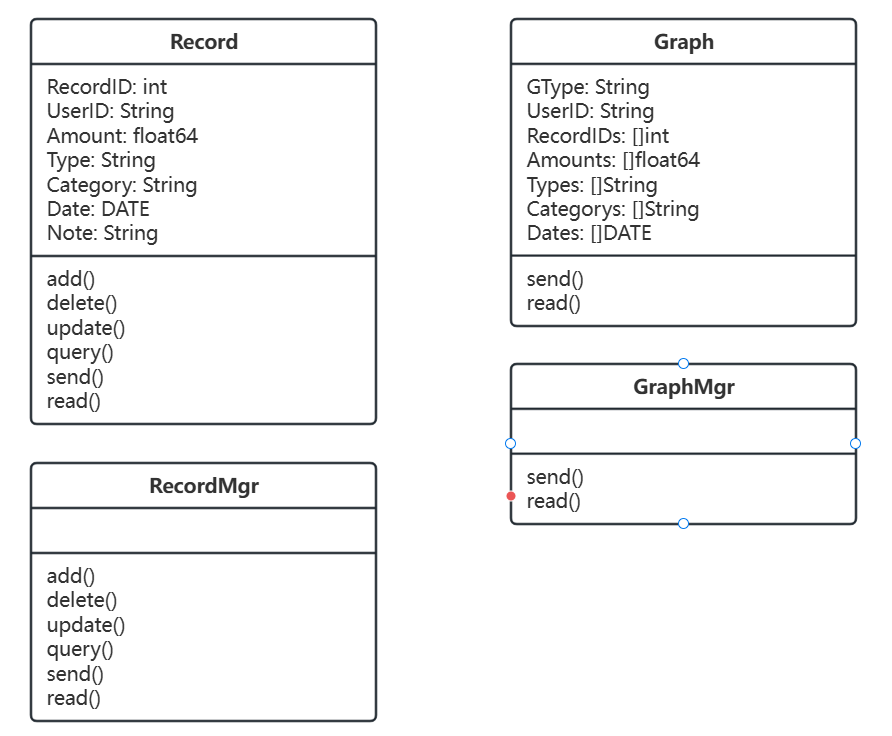 Record
RecordID: int
UserID: String
Amount: float64
Type: String
Category: String
Date: DATE
Note: String
add()
delete()
update()
query()
send()
read()
RecordMgr
add()
delete()
update()
query()
send()
read()
Graph
GType: String
UserID: String
RecordIDs: []int
Amounts: []float64
Types: []String
Categorys: []String
Dates: []DATE
send()
read()
GraphMgr
send()
read()